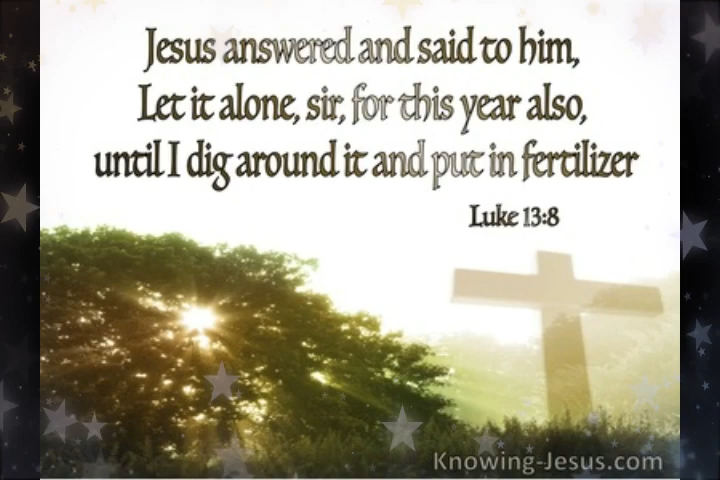 Jesus answered and said to him,
Let it alone, sir, for this year also,
until I dig around it and put in fertilizer
Luke 13:8
Knowing-Jesus.com